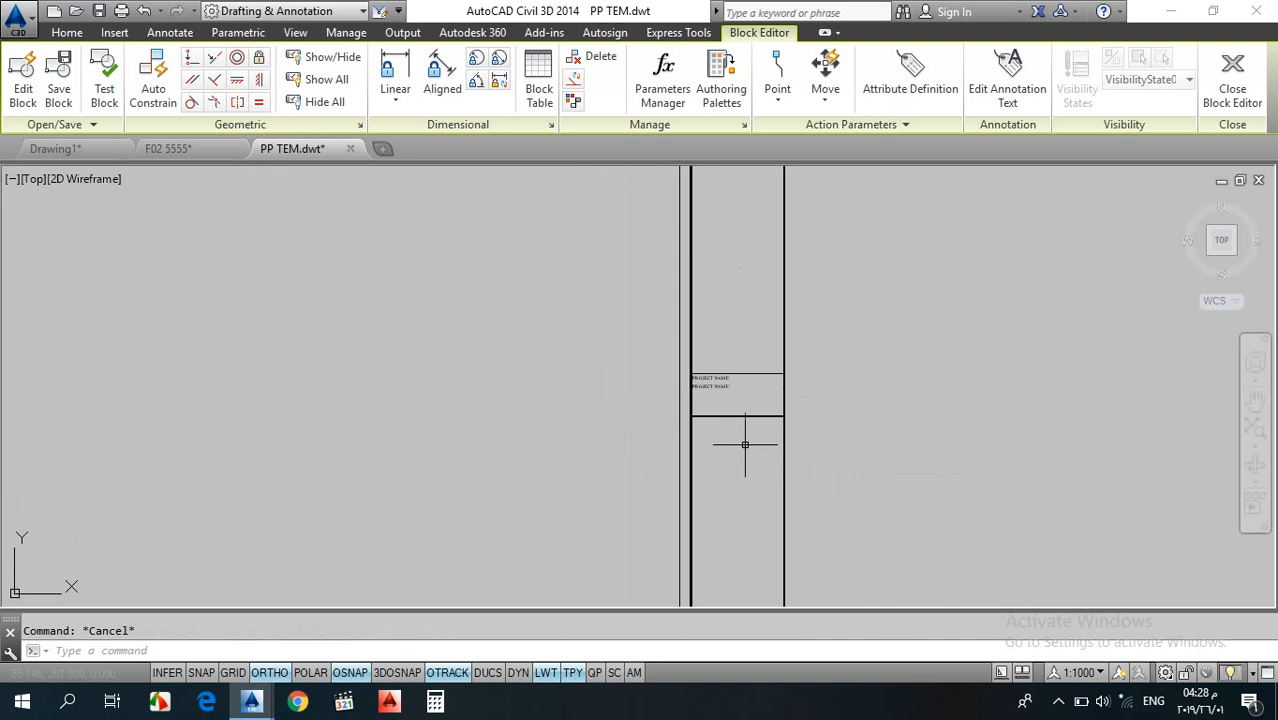 Drafting & Annotation
AutoCAD Civil 3D 2014 PP TEM.dwt
Type a keyword or phrase
Sign In
C3D
Home Insert Annotate Parametric View Manage Output Autodesk 360 Add-ins Autosign Express Tools Block Editor
Edit Block
Save Block
Test Block
Auto Constrain
Show/Hide
Show All
Hide All
Linear
Aligned
Block Table
Delete
Parameters Manager
Authoring Palettes
Point
Move
Attribute Definition
Edit Annotation Text
Visibility States
VisibilityState0
Close Block Editor
Open/Save Geometric Dimensional Manage Action Parameters Annotation Visibility Close
Drawing1* F02 5555* PP TEM.dwt*
[−][Top][2D Wireframe]
N
W TOP E
S
WCS
PROJECT NAME
PROJECT NAME
Y
X
Command: *Cancel*
Type a command
Activate Windows
Go to Settings to activate Windows.
INFER SNAP GRID ORTHO POLAR OSNAP 3DOSNAP OTRACK DUCS DYN LWT TPY QP SC AM
1:1000
321
ENG
04:28 م